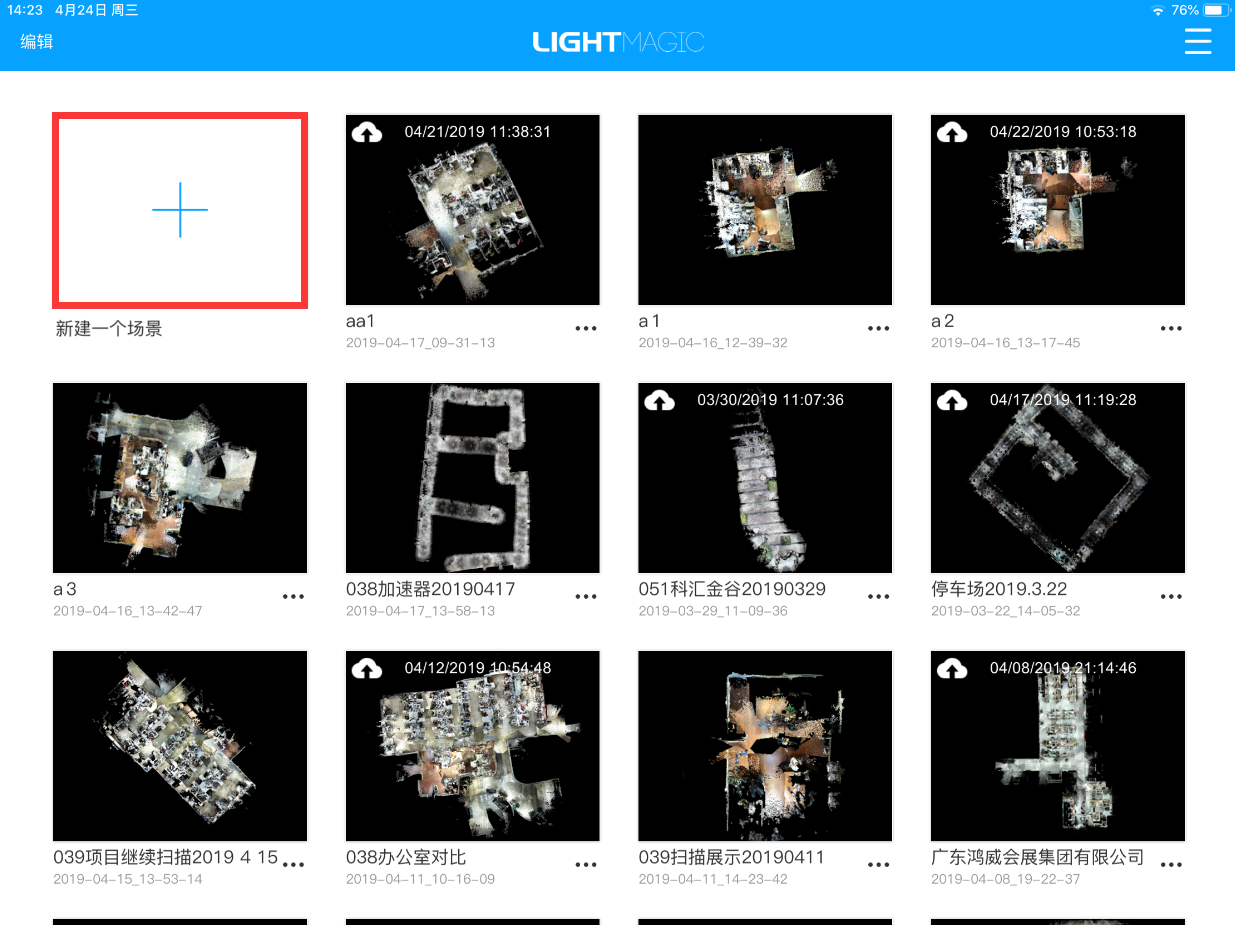 14:23 4月24日 周三
76%
编辑
LIGHTMAGIC
04/21/2019 11:38:31
04/22/2019 10:53:18
新建一个场景
aa1
2019-04-17_09-31-13
a 1
2019-04-16_12-39-32
a 2
2019-04-16_13-17-45
03/30/2019 11:07:36
04/17/2019 11:19:28
a 3
2019-04-16_13-42-47
038加速器20190417
2019-04-17_13-58-13
051科汇金谷20190329
2019-03-29_11-09-36
停车场2019.3.22
2019-03-22_14-05-32
04/12/2019 10:54:48
04/08/2019 21:14:46
039项目继续扫描2019 4 15
2019-04-15_13-53-14
038办公室对比
2019-04-11_10-16-09
039扫描展示20190411
2019-04-11_14-23-42
广东鸿威会展集团有限公司
2019-04-08_19-22-37